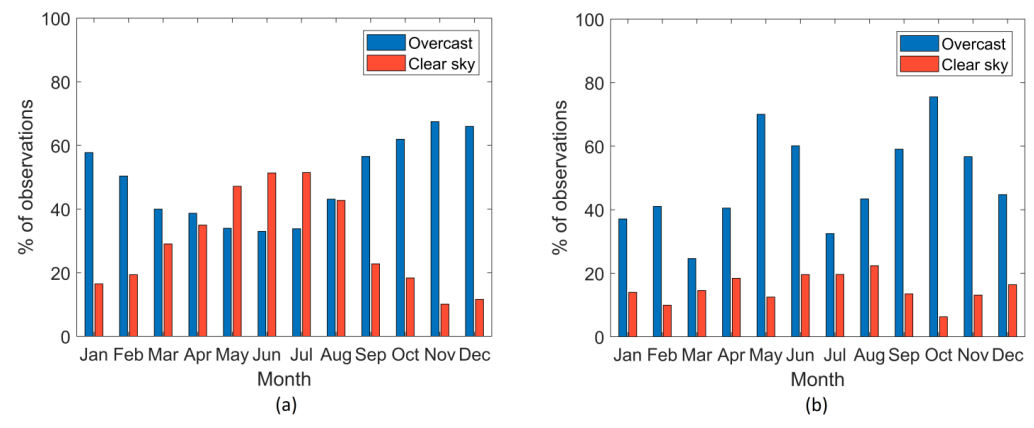 100
80
60
40
20
0
% of observations
Overcast
Clear sky
Jan Feb Mar Apr May Jun Jul Aug Sep Oct Nov Dec
Month
(a)
100
80
60
40
20
0
% of observations
Overcast
Clear sky
Jan Feb Mar Apr May Jun Jul Aug Sep Oct Nov Dec
Month
(b)